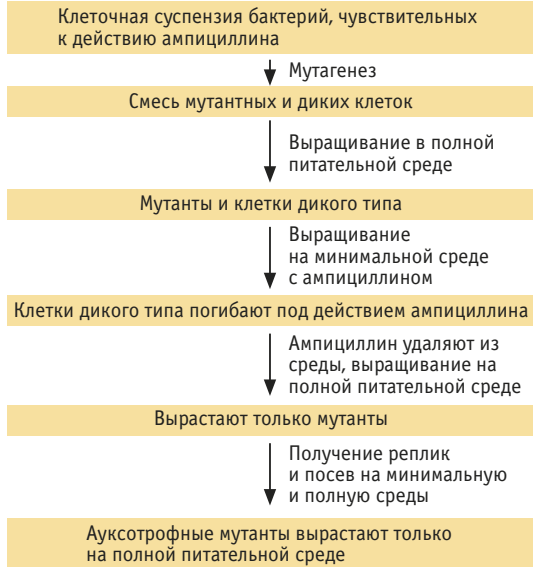 Клеточная суспензия бактерий, чувствительных
к действию ампициллина
Мутагенез
Смесь мутантных и диких клеток
Выращивание в полной
питательной среде
Мутанты и клетки дикого типа
Выращивание
на минимальной среде
с ампициллином
Клетки дикого типа погибают под действием ампициллина
Ампициллин удаляют из
среды, выращивание на
полной питательной среде
Вырастают только мутанты
Получение реплик
и посев на минимальную
и полную среды
Ауксотрофные мутанты вырастают только
на полной питательной среде